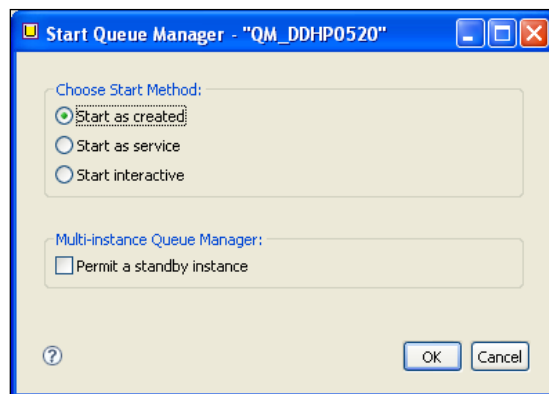 Start Queue Manager - "QM_DDHP0520"
Choose Start Method:
Start as created
Start as service
Start interactive
Multi-instance Queue Manager:
Permit a standby instance
?
OK
Cancel